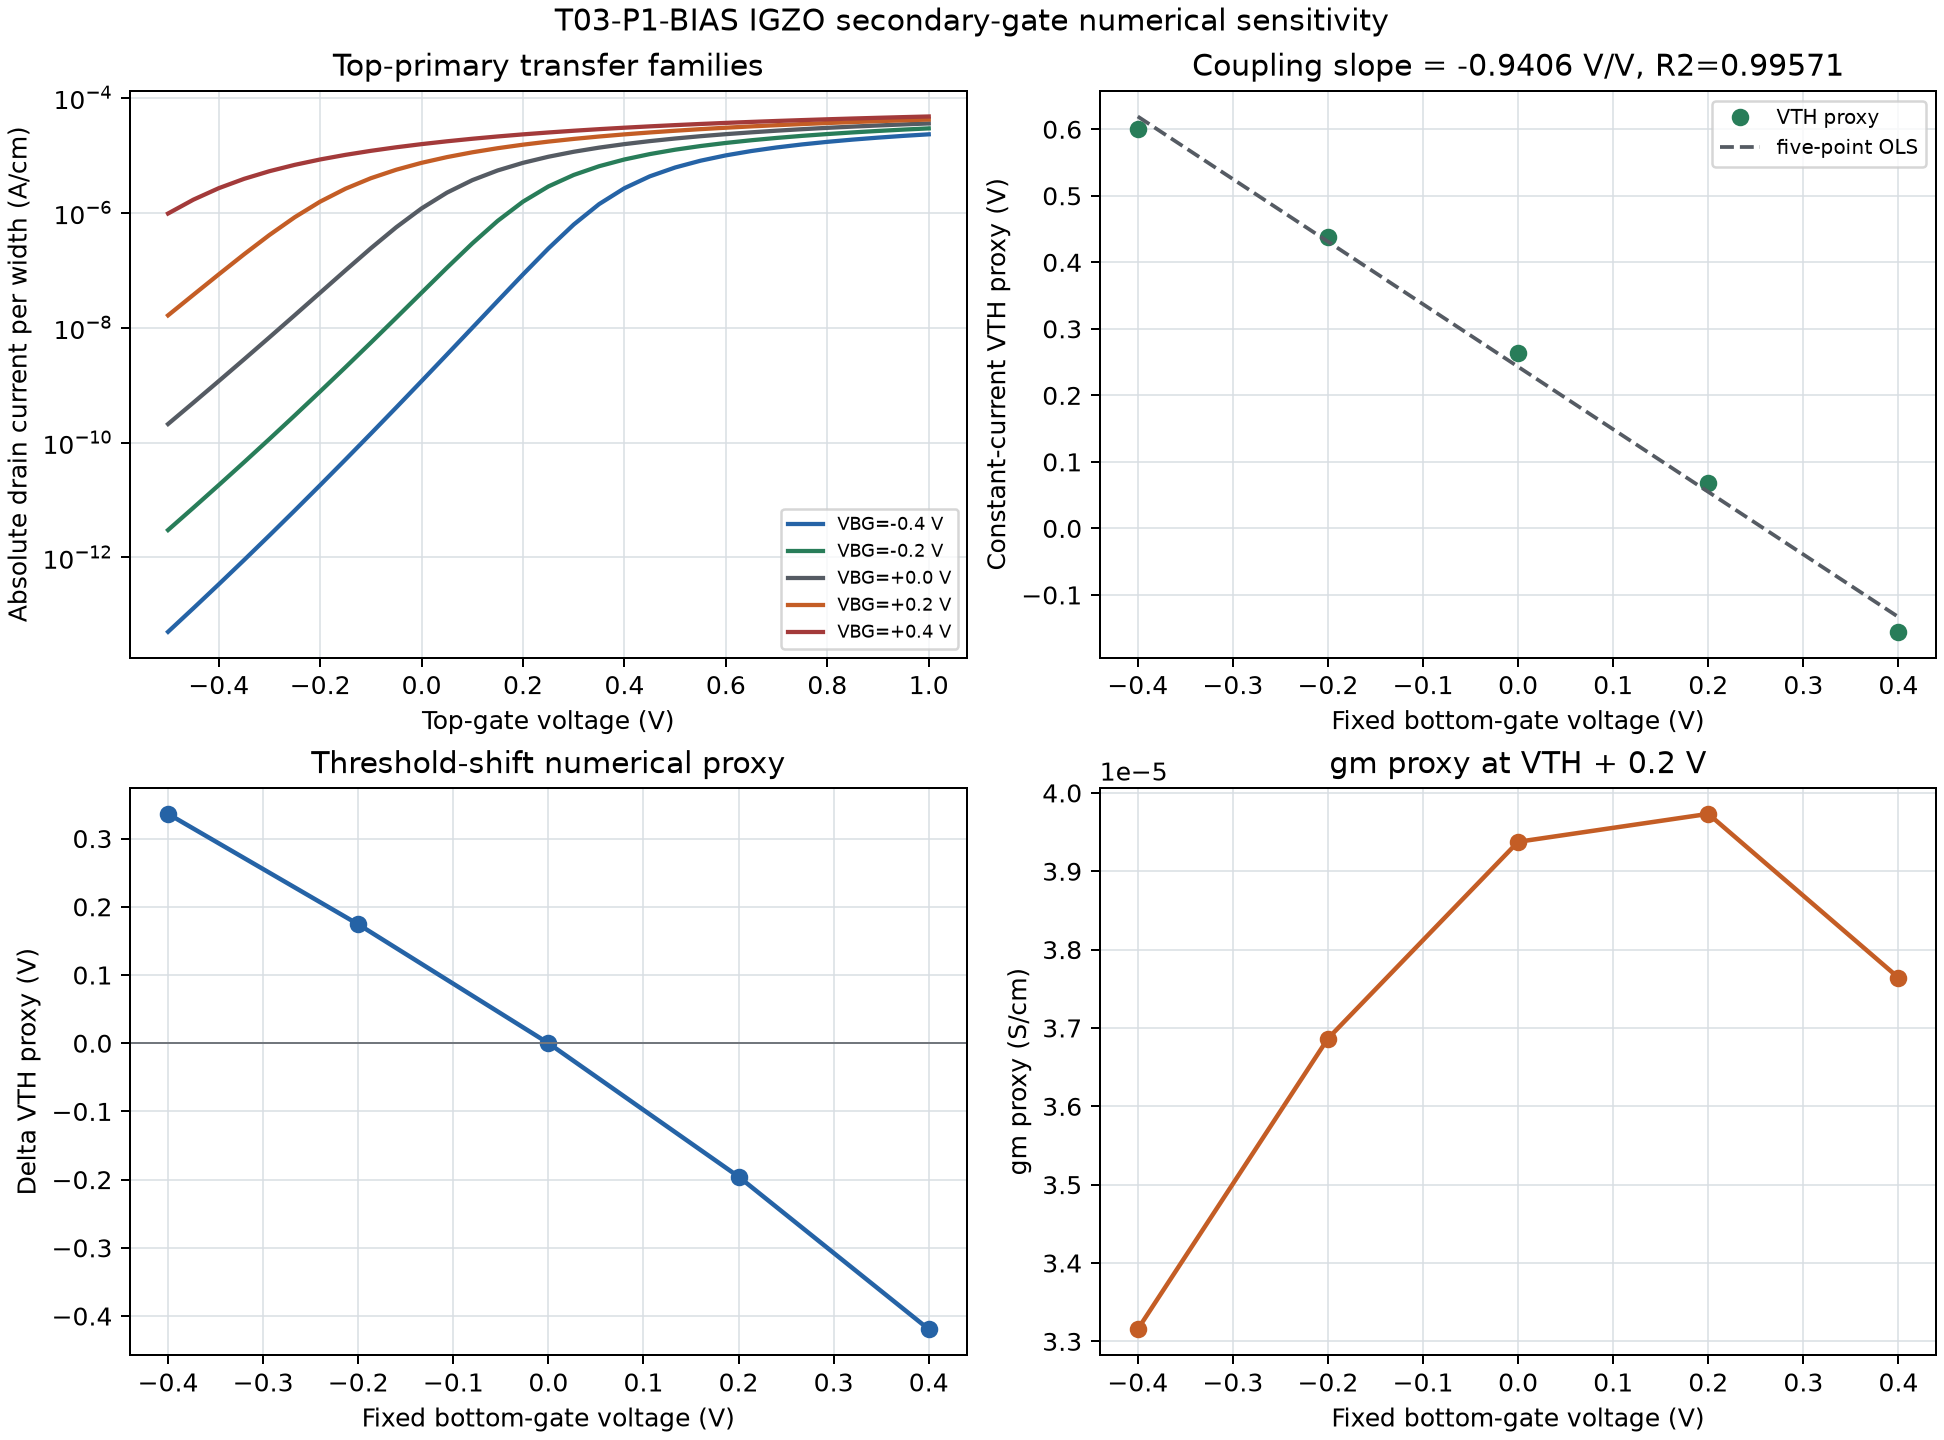 T03-P1-BIAS IGZO secondary-gate numerical sensitivity
Top-primary transfer families
Absolute drain current per width (A/cm)
10⁻⁴
10⁻⁶
10⁻⁸
10⁻¹⁰
10⁻¹²
VBG=-0.4 V
VBG=-0.2 V
VBG=+0.0 V
VBG=+0.2 V
VBG=+0.4 V
−0.4 −0.2 0.0 0.2 0.4 0.6 0.8 1.0
Top-gate voltage (V)
Coupling slope = -0.9406 V/V, R2=0.99571
Constant-current VTH proxy (V)
0.6
0.5
0.4
0.3
0.2
0.1
0.0
−0.1
VTH proxy
five-point OLS
−0.4 −0.3 −0.2 −0.1 0.0 0.1 0.2 0.3 0.4
Fixed bottom-gate voltage (V)
Threshold-shift numerical proxy
Delta VTH proxy (V)
0.3
0.2
0.1
0.0
−0.1
−0.2
−0.3
−0.4
−0.4 −0.3 −0.2 −0.1 0.0 0.1 0.2 0.3 0.4
Fixed bottom-gate voltage (V)
gm proxy at VTH + 0.2 V
1e−5
gm proxy (S/cm)
4.0
3.9
3.8
3.7
3.6
3.5
3.4
3.3
−0.4 −0.3 −0.2 −0.1 0.0 0.1 0.2 0.3 0.4
Fixed bottom-gate voltage (V)